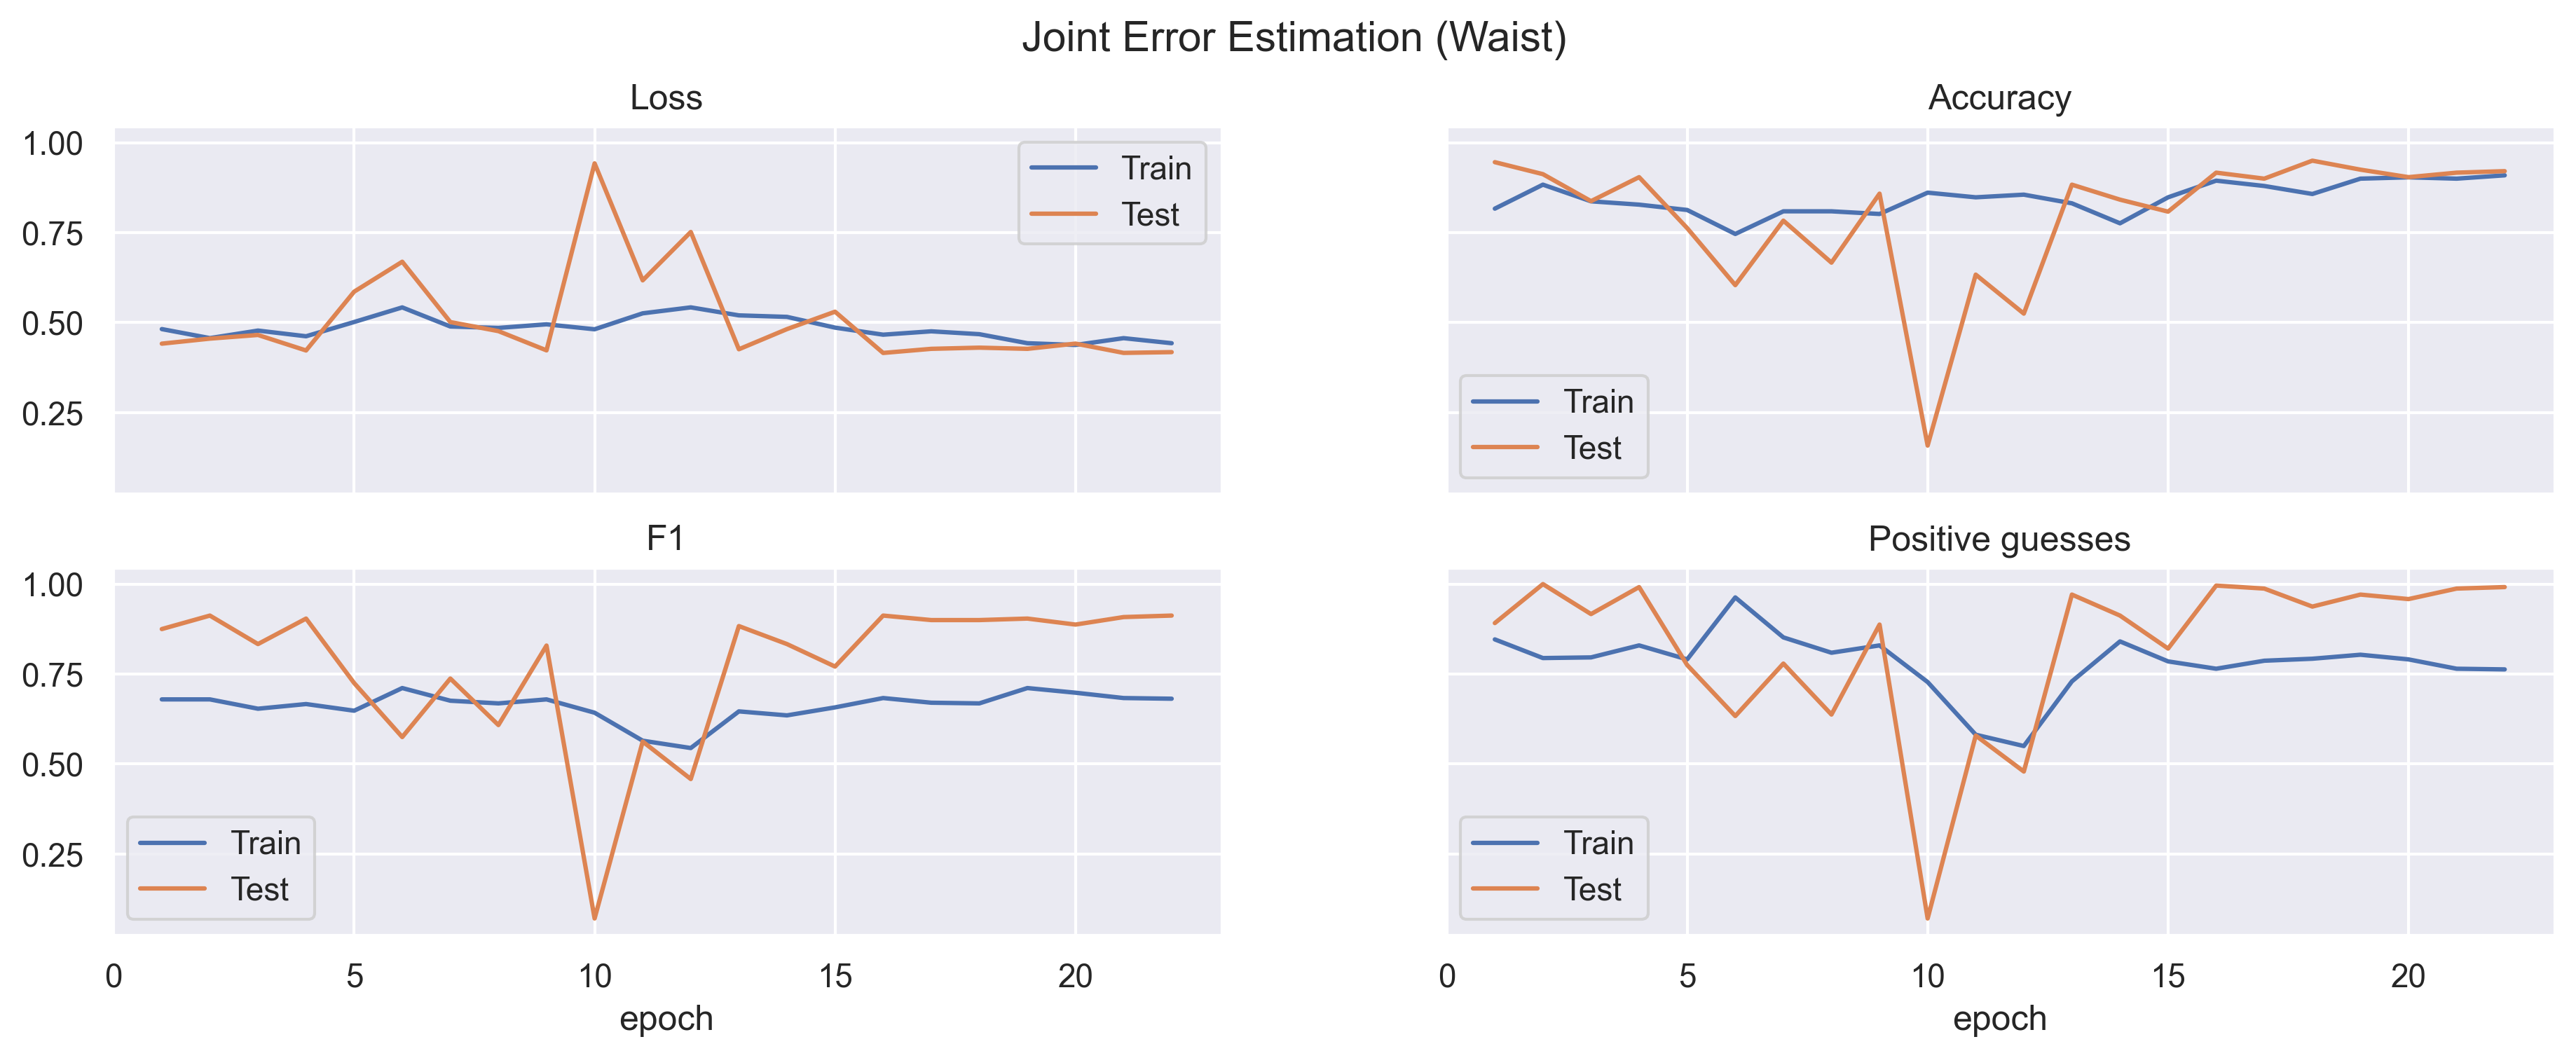 Joint Error Estimation (Waist)
Loss
1.00
0.75
0.50
0.25
Train
Test
Accuracy
Train
Test
F1
1.00
0.75
0.50
0.25
Train
Test
0 5 10 15 20
epoch
Positive guesses
Train
Test
0 5 10 15 20
epoch